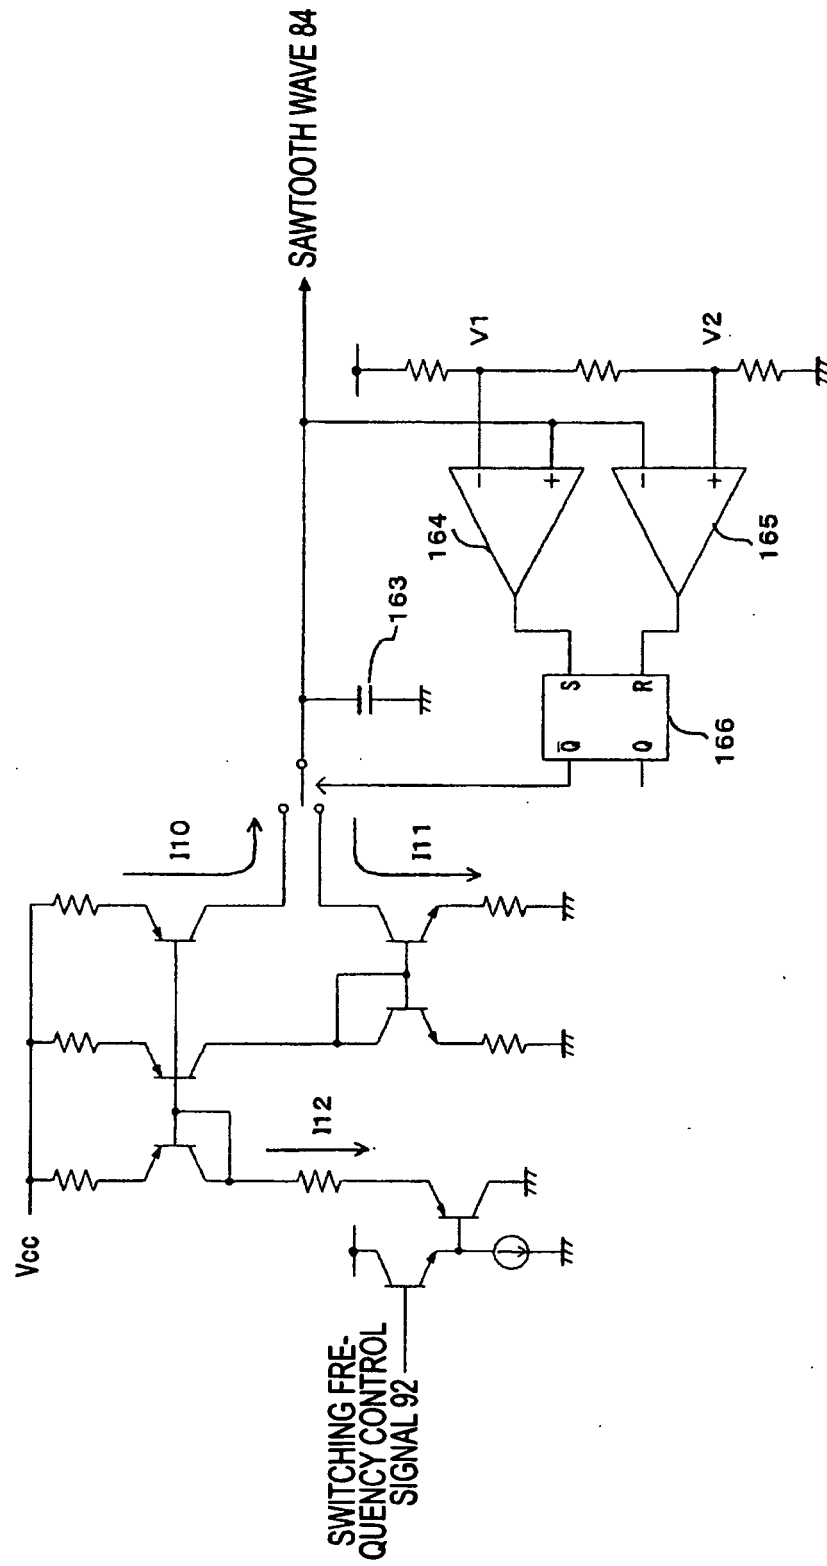 Vcc
SWITCHING FRE-
QUENCY CONTROL
SIGNAL 92
I12
I10
I11
SAWTOOTH WAVE 84
163
164
165
166
S
R
Q̅
Q
-
+
-
+
V1
V2